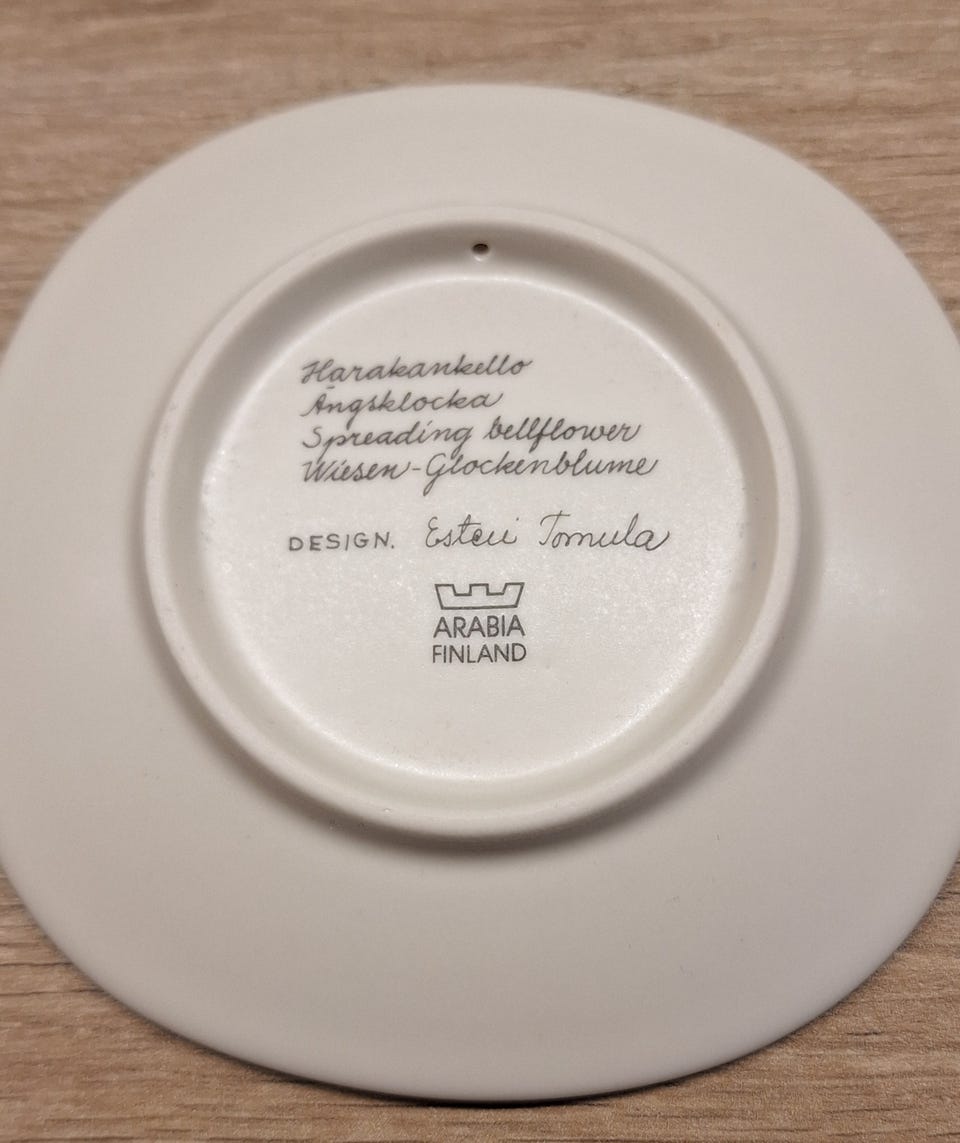 Harakankello
Ängsklocka
Spreading bellflower
Wiesen-Glockenblume
DESIGN. Esteri Tomula
ARABIA
FINLAND